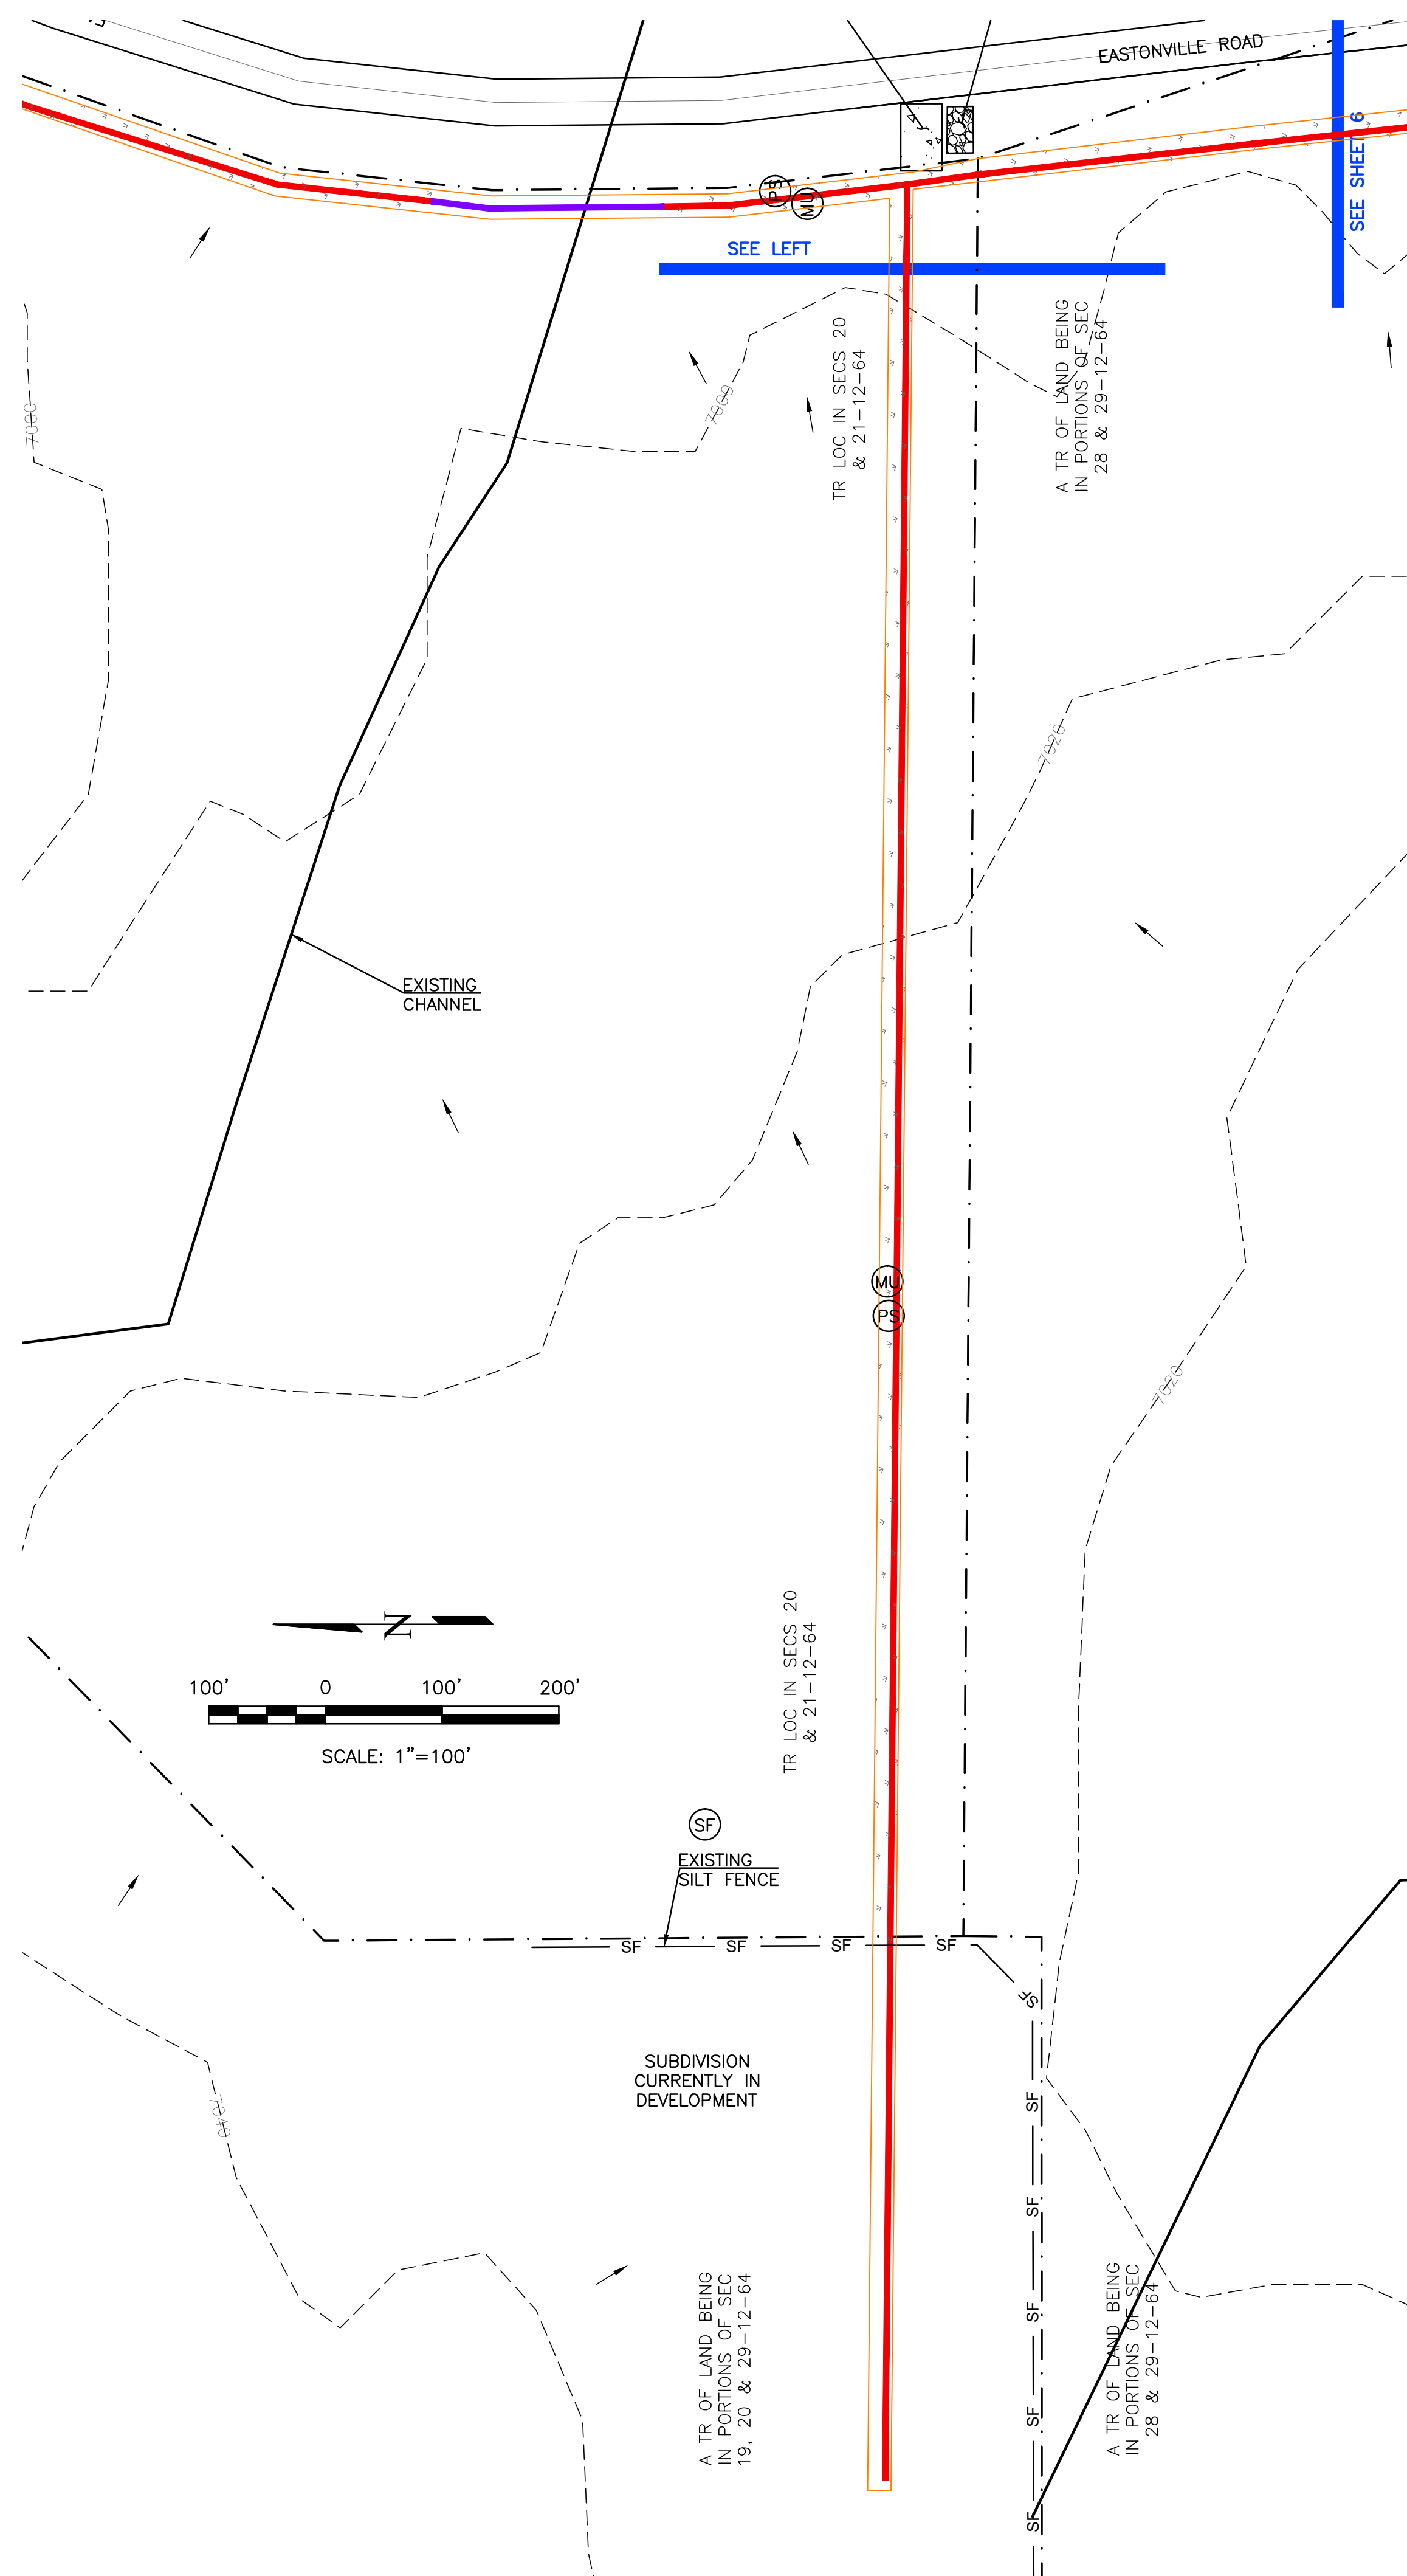 EASTONVILLE ROAD
SEE SHEET 6
PS
MU
SEE LEFT
TR LOC IN SECS 20
& 21-12-64
A TR OF LAND BEING
IN PORTIONS OF SEC
28 & 29-12-64
7000
7000
7020
EXISTING
CHANNEL
MU
PS
7020
TR LOC IN SECS 20
& 21-12-64
N
100' 0 100' 200'
SCALE: 1"=100'
SF
EXISTING
SILT FENCE
SF SF SF SF
SF
SUBDIVISION
CURRENTLY IN
DEVELOPMENT
SF
7040
SF
A TR OF LAND BEING
IN PORTIONS OF SEC
19, 20 & 29-12-64
SF
A TR OF LAND BEING
IN PORTIONS OF SEC
28 & 29-12-64
SF
SF